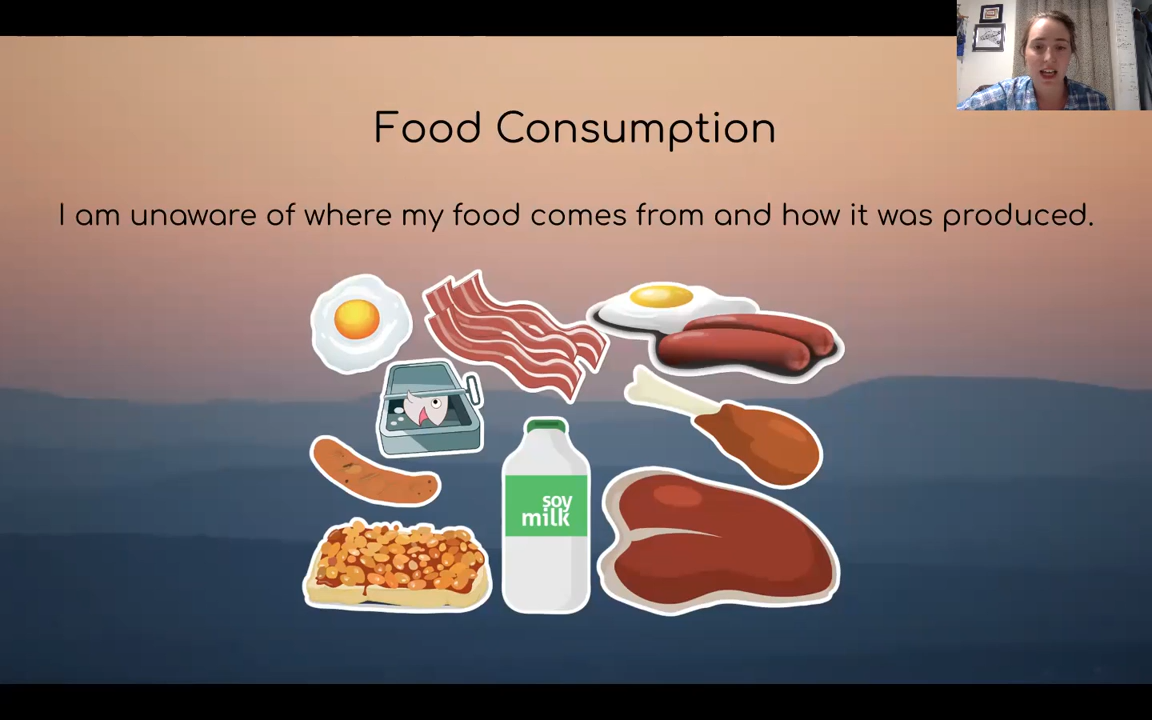 Food Consumption
I am unaware of where my food comes from and how it was produced.
soy
milk